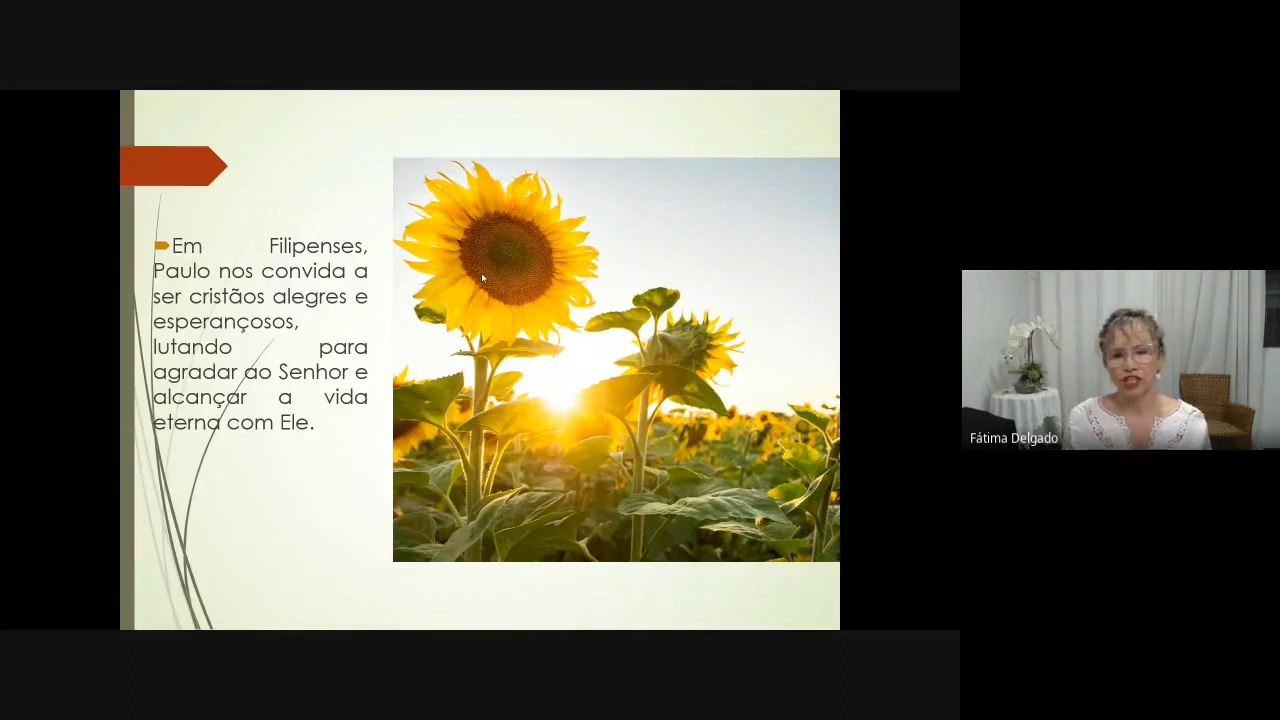 Em Filipenses,
Paulo nos convida a
ser cristãos alegres e
esperançosos,
lutando para
agradar ao Senhor e
alcançar a vida
eterna com Ele.
Fátima Delgado